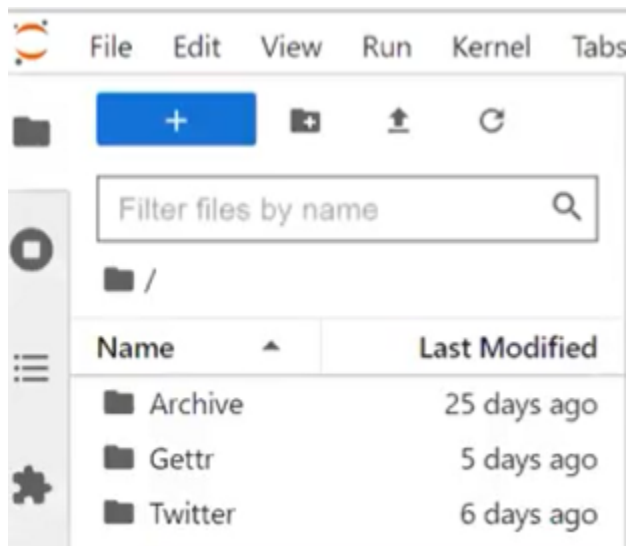 File Edit View Run Kernel Tabs
Filter files by name
/
Name Last Modified
Archive 25 days ago
Gettr 5 days ago
Twitter 6 days ago